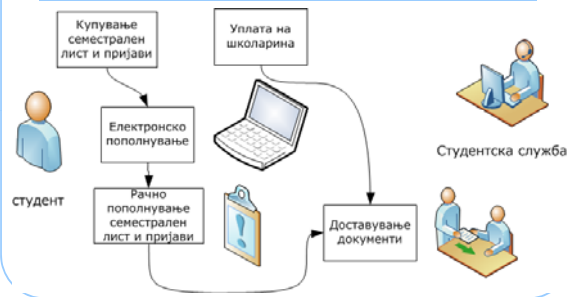 Купување
семестрален
лист и пријави
Уплата на
школарина
Електронско
пополнување
Студентска служба
студент
Рачно
пополнување
семестрален
лист и пријави
Доставување
документи